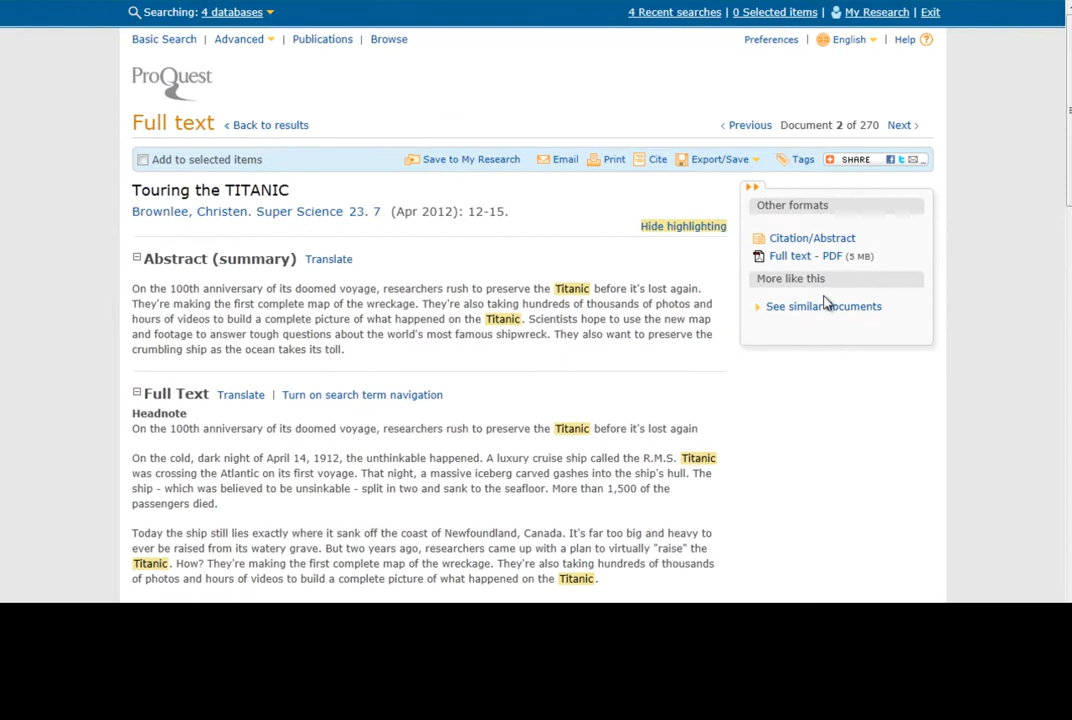 Searching: 4 databases
4 Recent searches | 0 Selected items | My Research | Exit
Basic Search | Advanced | Publications | Browse
Preferences | English | Help ?
ProQuest
Full text < Back to results
< Previous Document 2 of 270 Next >
Add to selected items
Save to My Research Email Print Cite Export/Save Tags SHARE
Touring the TITANIC
Brownlee, Christen. Super Science 23. 7 (Apr 2012): 12-15.
Hide highlighting
Abstract (summary) Translate
On the 100th anniversary of its doomed voyage, researchers rush to preserve the Titanic before it's lost again.
They're making the first complete map of the wreckage. They're also taking hundreds of thousands of photos and
hours of videos to build a complete picture of what happened on the Titanic. Scientists hope to use the new map
and footage to answer tough questions about the world's most famous shipwreck. They also want to preserve the
crumbling ship as the ocean takes its toll.
Full Text Translate | Turn on search term navigation
Headnote
On the 100th anniversary of its doomed voyage, researchers rush to preserve the Titanic before it's lost again
On the cold, dark night of April 14, 1912, the unthinkable happened. A luxury cruise ship called the R.M.S. Titanic
was crossing the Atlantic on its first voyage. That night, a massive iceberg carved gashes into the ship's hull. The
ship - which was believed to be unsinkable - split in two and sank to the seafloor. More than 1,500 of the
passengers died.
Today the ship still lies exactly where it sank off the coast of Newfoundland, Canada. It's far too big and heavy to
ever be raised from its watery grave. But two years ago, researchers came up with a plan to virtually "raise" the
Titanic. How? They're making the first complete map of the wreckage. They're also taking hundreds of thousands
of photos and hours of videos to build a complete picture of what happened on the Titanic.
Other formats
Citation/Abstract
Full text - PDF (5 MB)
More like this
See similar documents